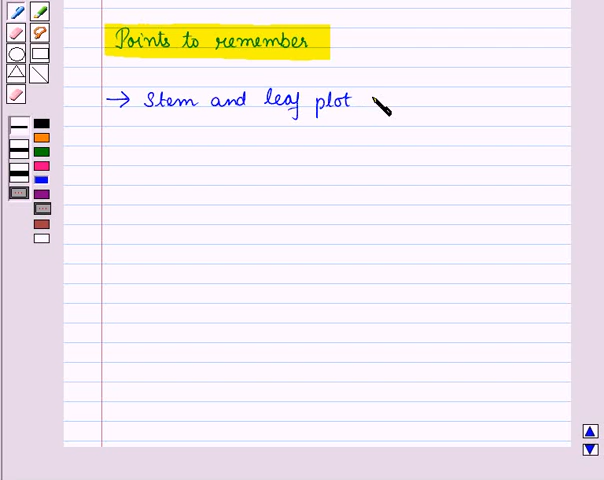 Points to remember
→ Stem and leaf plot